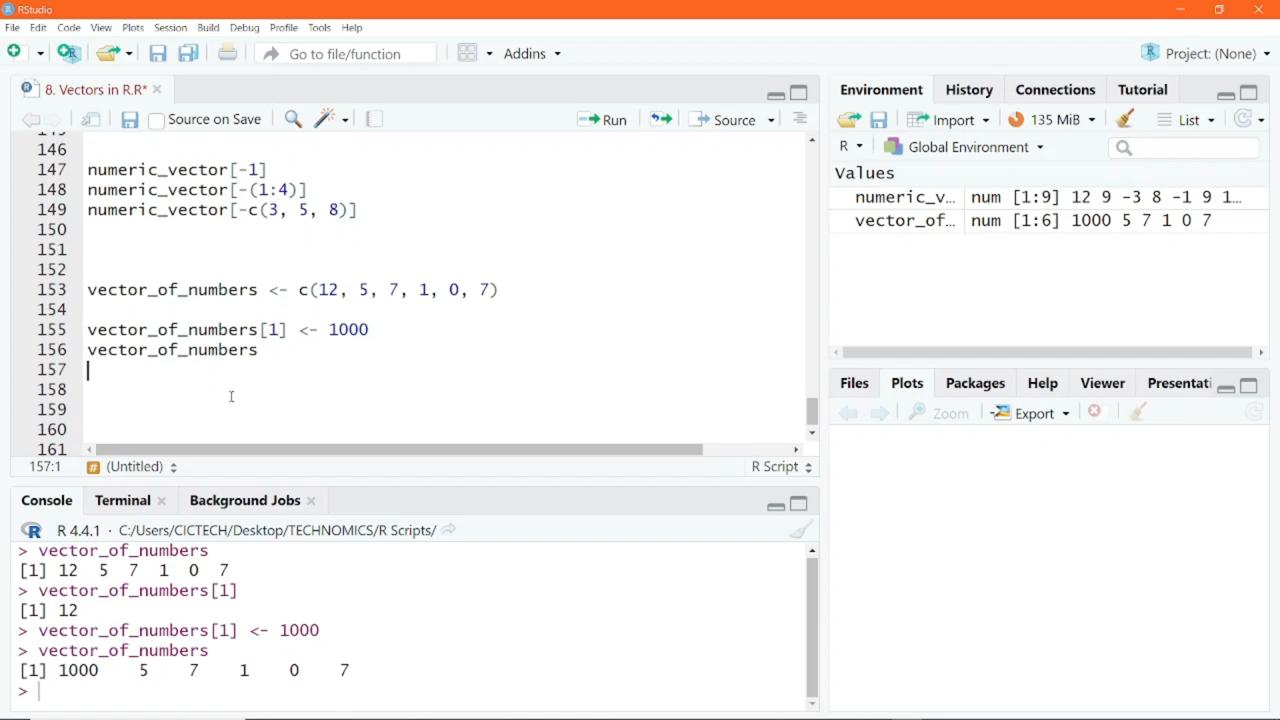 RStudio
File Edit Code View Plots Session Build Debug Profile Tools Help
Go to file/function Addins Project: (None)
8. Vectors in R.R*
Source on Save Run Source
146
147 numeric_vector[-1]
148 numeric_vector[-(1:4)]
149 numeric_vector[-c(3, 5, 8)]
150
151
152
153 vector_of_numbers <- c(12, 5, 7, 1, 0, 7)
154
155 vector_of_numbers[1] <- 1000
156 vector_of_numbers
157
158
159
160
161
157:1 # (Untitled) R Script
Console Terminal Background Jobs
R 4.4.1 · C:/Users/CICTECH/Desktop/TECHNOMICS/R Scripts/
> vector_of_numbers
[1] 12 5 7 1 0 7
> vector_of_numbers[1]
[1] 12
> vector_of_numbers[1] <- 1000
> vector_of_numbers
[1] 1000 5 7 1 0 7
>
Environment History Connections Tutorial
Import 135 MiB List
R Global Environment
Values
numeric_v… num [1:9] 12 9 -3 8 -1 9 1…
vector_of… num [1:6] 1000 5 7 1 0 7
Files Plots Packages Help Viewer Presentati
Zoom Export